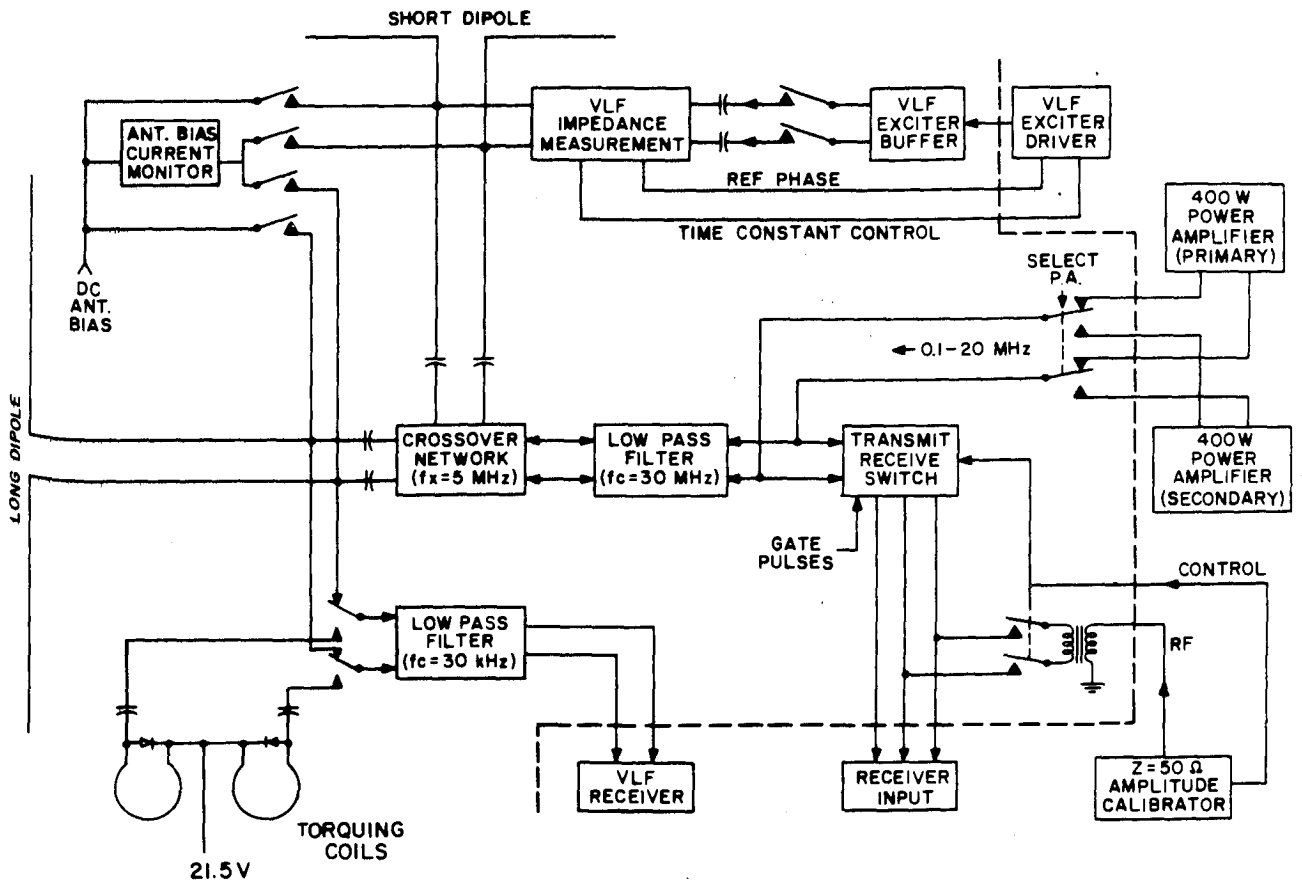 SHORT DIPOLE
ANT. BIAS
CURRENT
MONITOR
VLF
IMPEDANCE
MEASUREMENT
VLF
EXCITER
BUFFER
VLF
EXCITER
DRIVER
REF PHASE
TIME CONSTANT CONTROL
400 W
POWER
AMPLIFIER
(PRIMARY)
SELECT
P.A.
DC
ANT.
BIAS
0.1-20 MHz
LONG DIPOLE
CROSSOVER
NETWORK
(fx=5 MHz)
LOW PASS
FILTER
(fc=30 MHz)
TRANSMIT
RECEIVE
SWITCH
400W
POWER
AMPLIFIER
(SECONDARY)
GATE
PULSES
CONTROL
LOW PASS
FILTER
(fc=30 kHz)
RF
VLF
RECEIVER
RECEIVER
INPUT
Z=50 Ω
AMPLITUDE
CALIBRATOR
TORQUING
COILS
21.5V